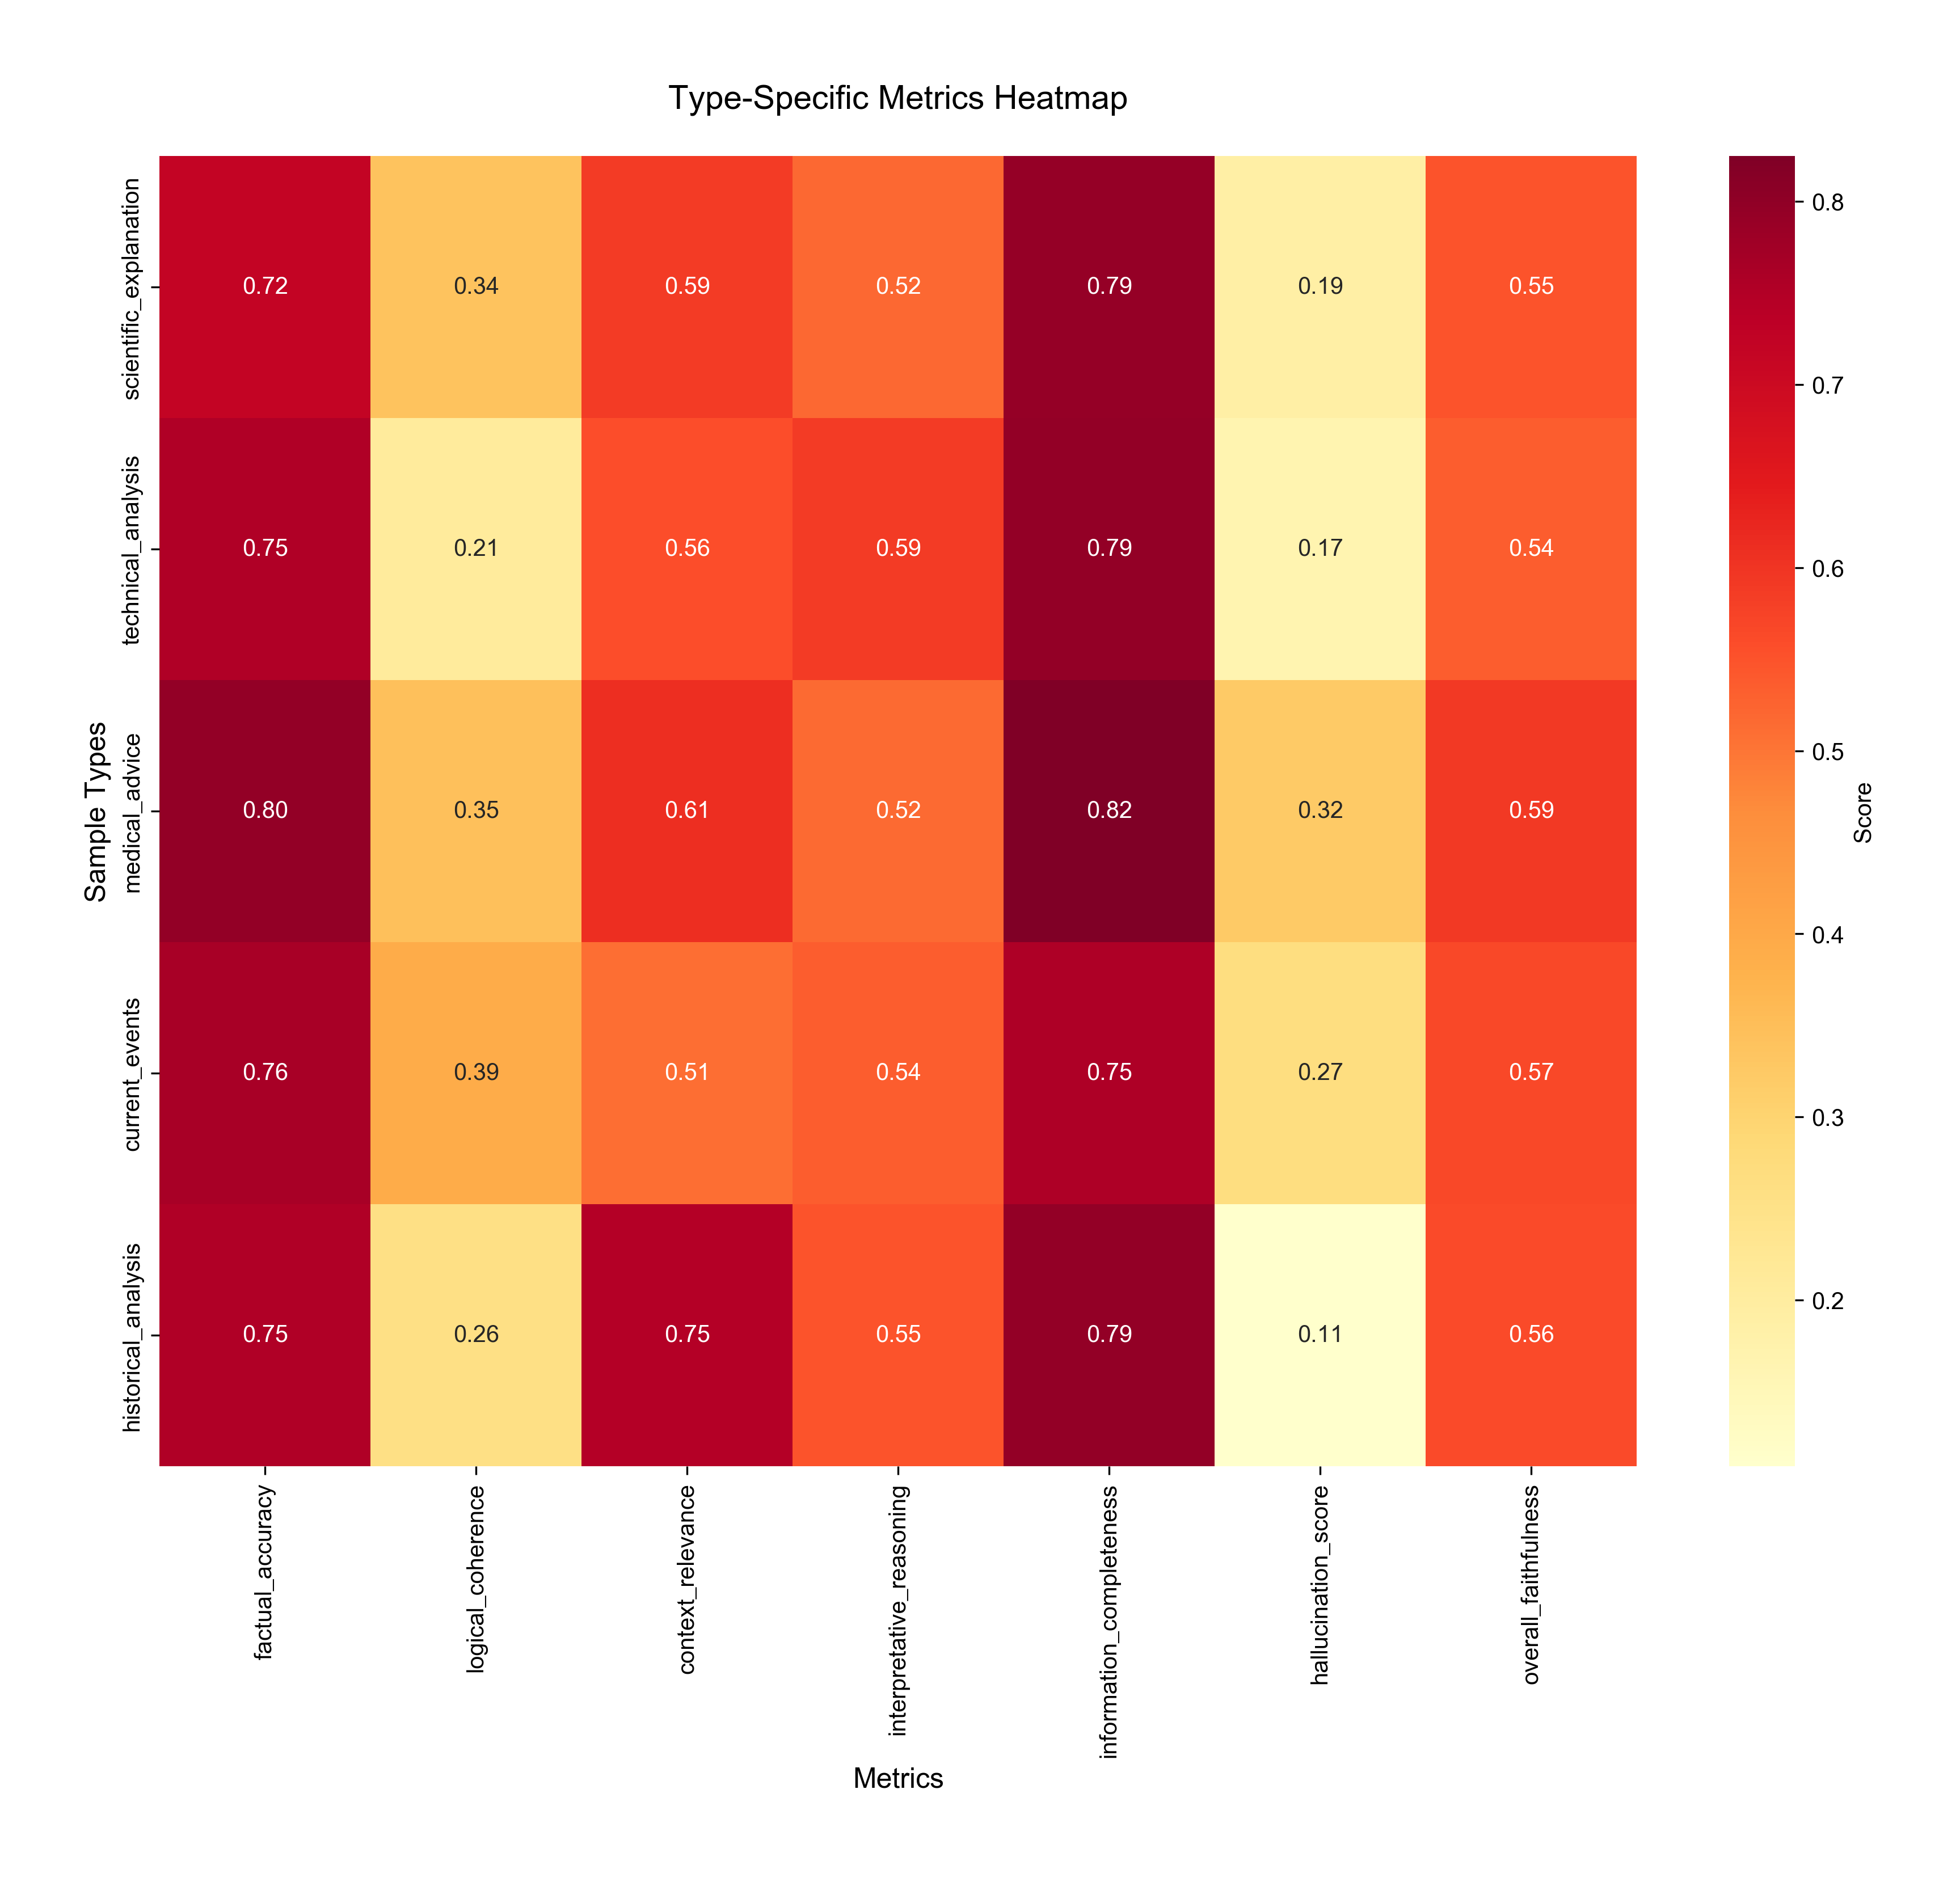 Type-Specific Metrics Heatmap
Sample Types
scientific_explanation
0.72 0.34 0.59 0.52 0.79 0.19 0.55
technical_analysis
0.75 0.21 0.56 0.59 0.79 0.17 0.54
medical_advice
0.80 0.35 0.61 0.52 0.82 0.32 0.59
current_events
0.76 0.39 0.51 0.54 0.75 0.27 0.57
historical_analysis
0.75 0.26 0.75 0.55 0.79 0.11 0.56
factual_accuracy
logical_coherence
context_relevance
interpretative_reasoning
information_completeness
hallucination_score
overall_faithfulness
Metrics
0.8
0.7
0.6
0.5
0.4
0.3
0.2
Score